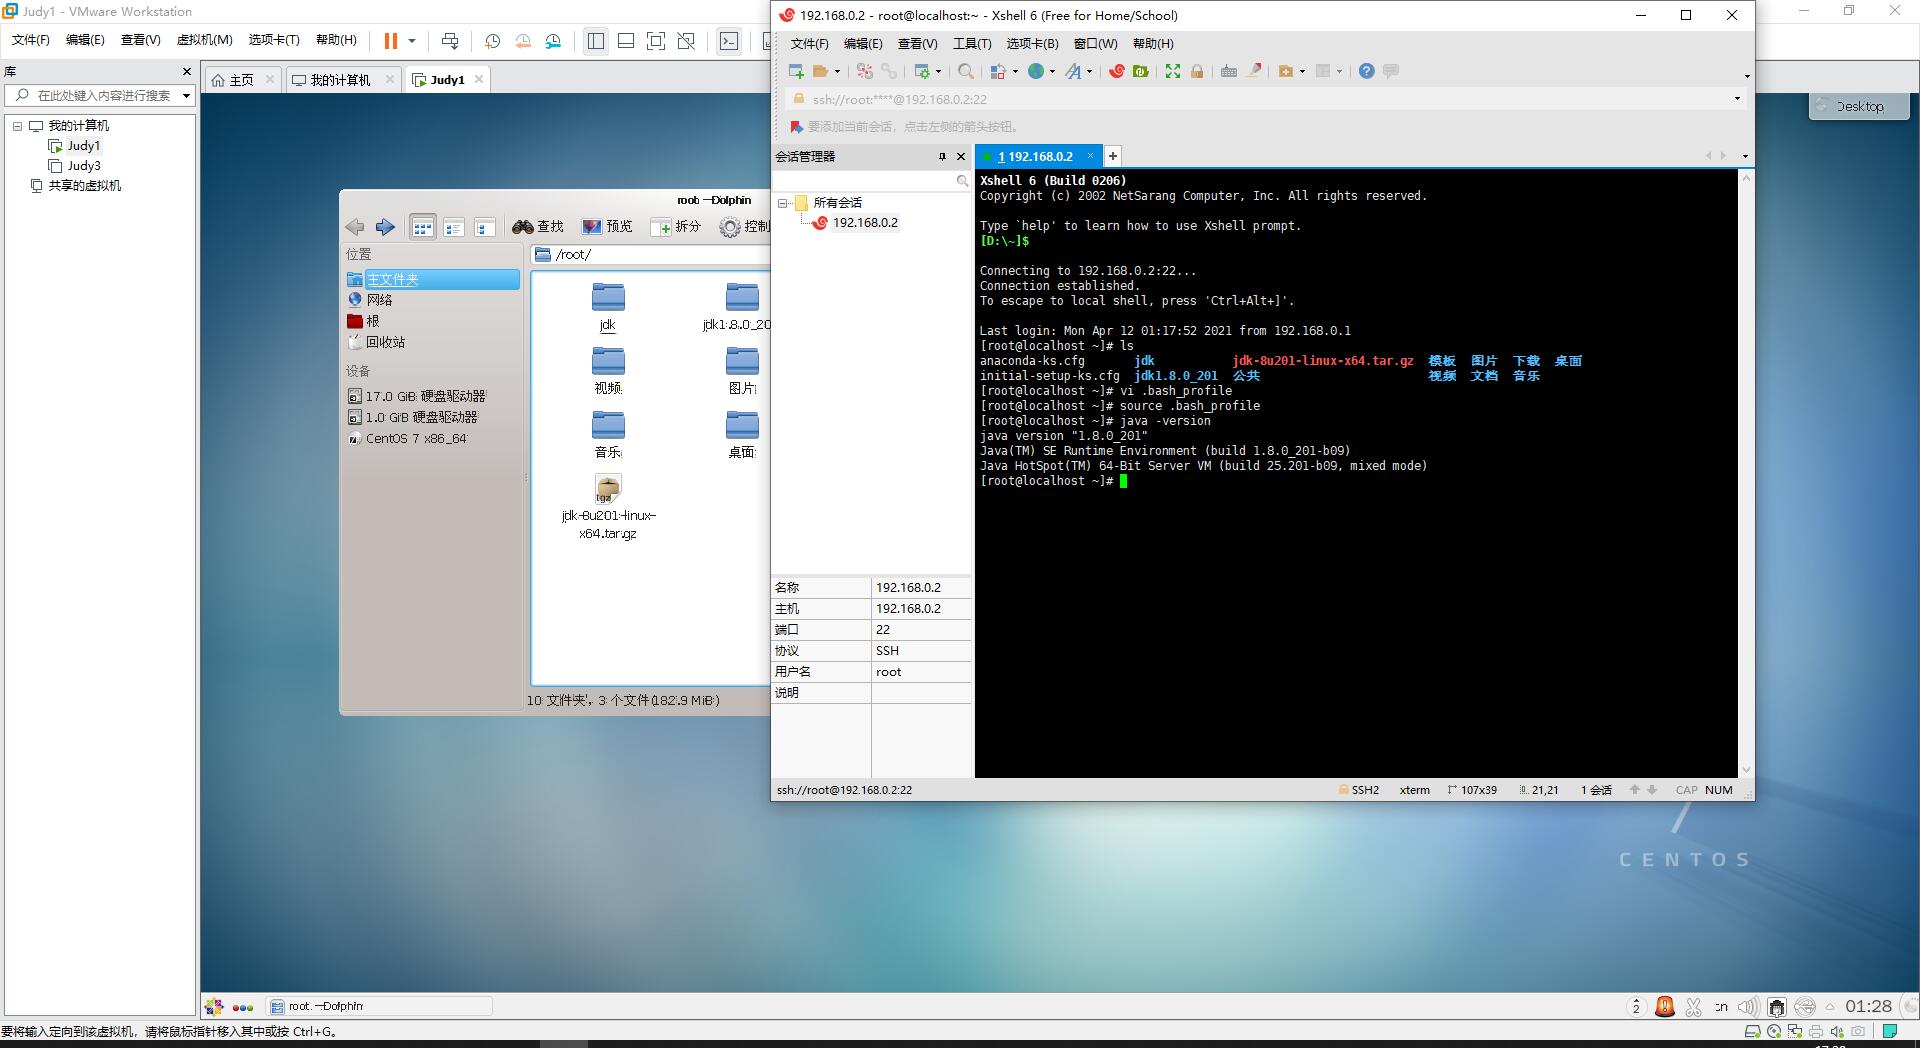 Judy1 - VMware Workstation
文件(F) 编辑(E) 查看(V) 虚拟机(M) 选项卡(T) 帮助(H)
库
在此处键入内容进行搜索
我的计算机
Judy1
Judy3
共享的虚拟机
主页
我的计算机
Judy1
Desktop
root — Dolphin
查找 预览 拆分 控制
位置
主文件夹
网络
根
回收站
设备
17.0 GiB 硬盘驱动器
1.0 GiB 硬盘驱动器
CentOS 7 x86_64
/root/
jdk
jdk1.8.0_20
视频
图片
音乐
桌面
tgz
jdk-8u201-linux-
x64.tar.gz
10 文件夹, 3 个文件(182.9 MiB)
192.168.0.2 - root@localhost:~ - Xshell 6 (Free for Home/School)
文件(F) 编辑(E) 查看(V) 工具(T) 选项卡(B) 窗口(W) 帮助(H)
ssh://root:****@192.168.0.2:22
要添加当前会话，点击左侧的箭头按钮。
会话管理器
所有会话
192.168.0.2
名称 192.168.0.2
主机 192.168.0.2
端口 22
协议 SSH
用户名 root
说明
1 192.168.0.2
Xshell 6 (Build 0206)
Copyright (c) 2002 NetSarang Computer, Inc. All rights reserved.
Type `help' to learn how to use Xshell prompt.
[D:\~]$
Connecting to 192.168.0.2:22...
Connection established.
To escape to local shell, press 'Ctrl+Alt+]'.
Last login: Mon Apr 12 01:17:52 2021 from 192.168.0.1
[root@localhost ~]# ls
anaconda-ks.cfg jdk jdk-8u201-linux-x64.tar.gz 模板 图片 下载 桌面
initial-setup-ks.cfg jdk1.8.0_201 公共 视频 文档 音乐
[root@localhost ~]# vi .bash_profile
[root@localhost ~]# source .bash_profile
[root@localhost ~]# java -version
java version "1.8.0_201"
Java(TM) SE Runtime Environment (build 1.8.0_201-b09)
Java HotSpot(TM) 64-Bit Server VM (build 25.201-b09, mixed mode)
[root@localhost ~]#
ssh://root@192.168.0.2:22
SSH2 xterm 107x39 21,21 1 会话 CAP NUM
CENTOS
root — Dolphin
2
01:28
要将输入定向到该虚拟机，请将鼠标指针移入其中或按 Ctrl+G。